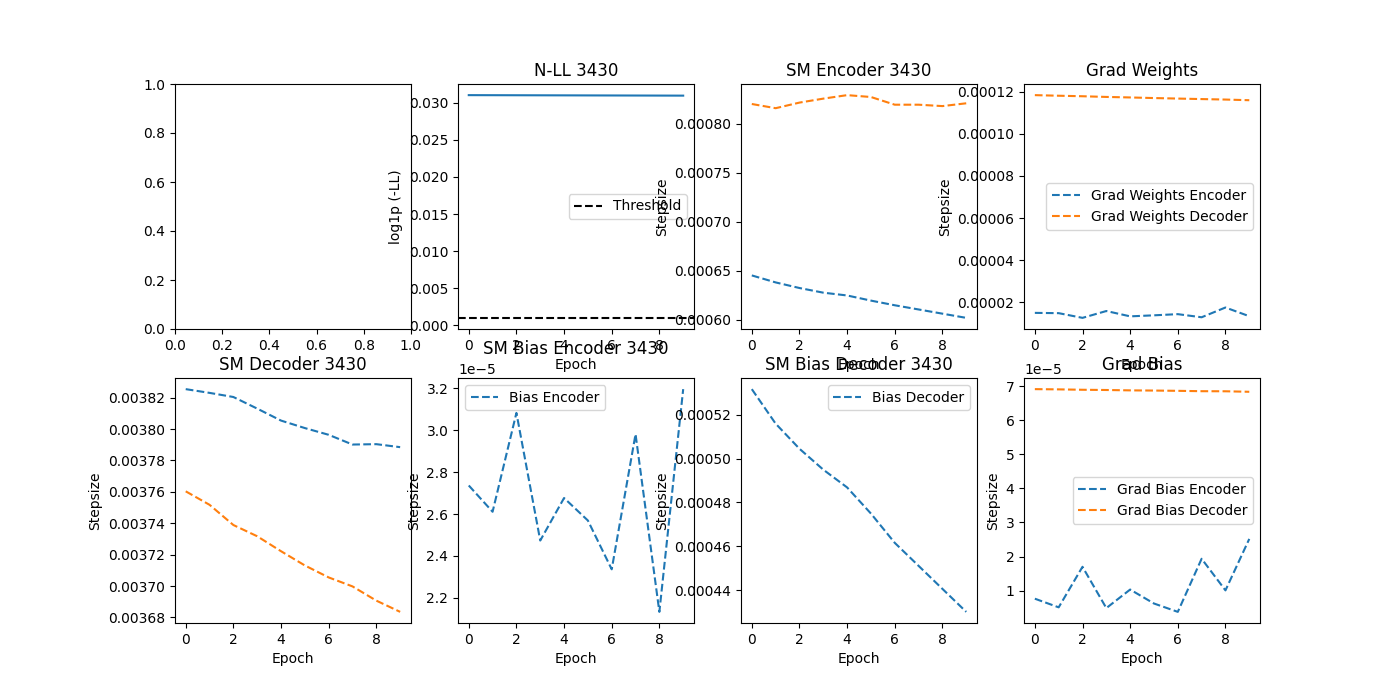 N-LL 3430
SM Encoder 3430
Grad Weights
1.0
0.8
0.6
0.4
0.2
0.0
0.0 0.2 0.4 0.6 0.8 1.0
log1p (-LL)
0.030
0.025
0.020
0.015
0.010
0.005
0.000
Threshold
0 2 4 6 8
Epoch
Stepsize
0.00080
0.00075
0.00070
0.00065
0.00060
0 2 4 6 8
Epoch
Stepsize
0.00012
0.00010
0.00008
0.00006
0.00004
0.00002
Grad Weights Encoder
Grad Weights Decoder
0 2 4 6 8
Epoch
SM Decoder 3430
SM Bias Encoder 3430
SM Bias Decoder 3430
Grad Bias
Stepsize
0.00382
0.00380
0.00378
0.00376
0.00374
0.00372
0.00370
0.00368
0 2 4 6 8
Epoch
Stepsize
1e−5
3.2
3.0
2.8
2.6
2.4
2.2
Bias Encoder
0 2 4 6 8
Epoch
Stepsize
0.00052
0.00050
0.00048
0.00046
0.00044
Bias Decoder
0 2 4 6 8
Epoch
Stepsize
1e−5
7
6
5
4
3
2
1
Grad Bias Encoder
Grad Bias Decoder
0 2 4 6 8
Epoch